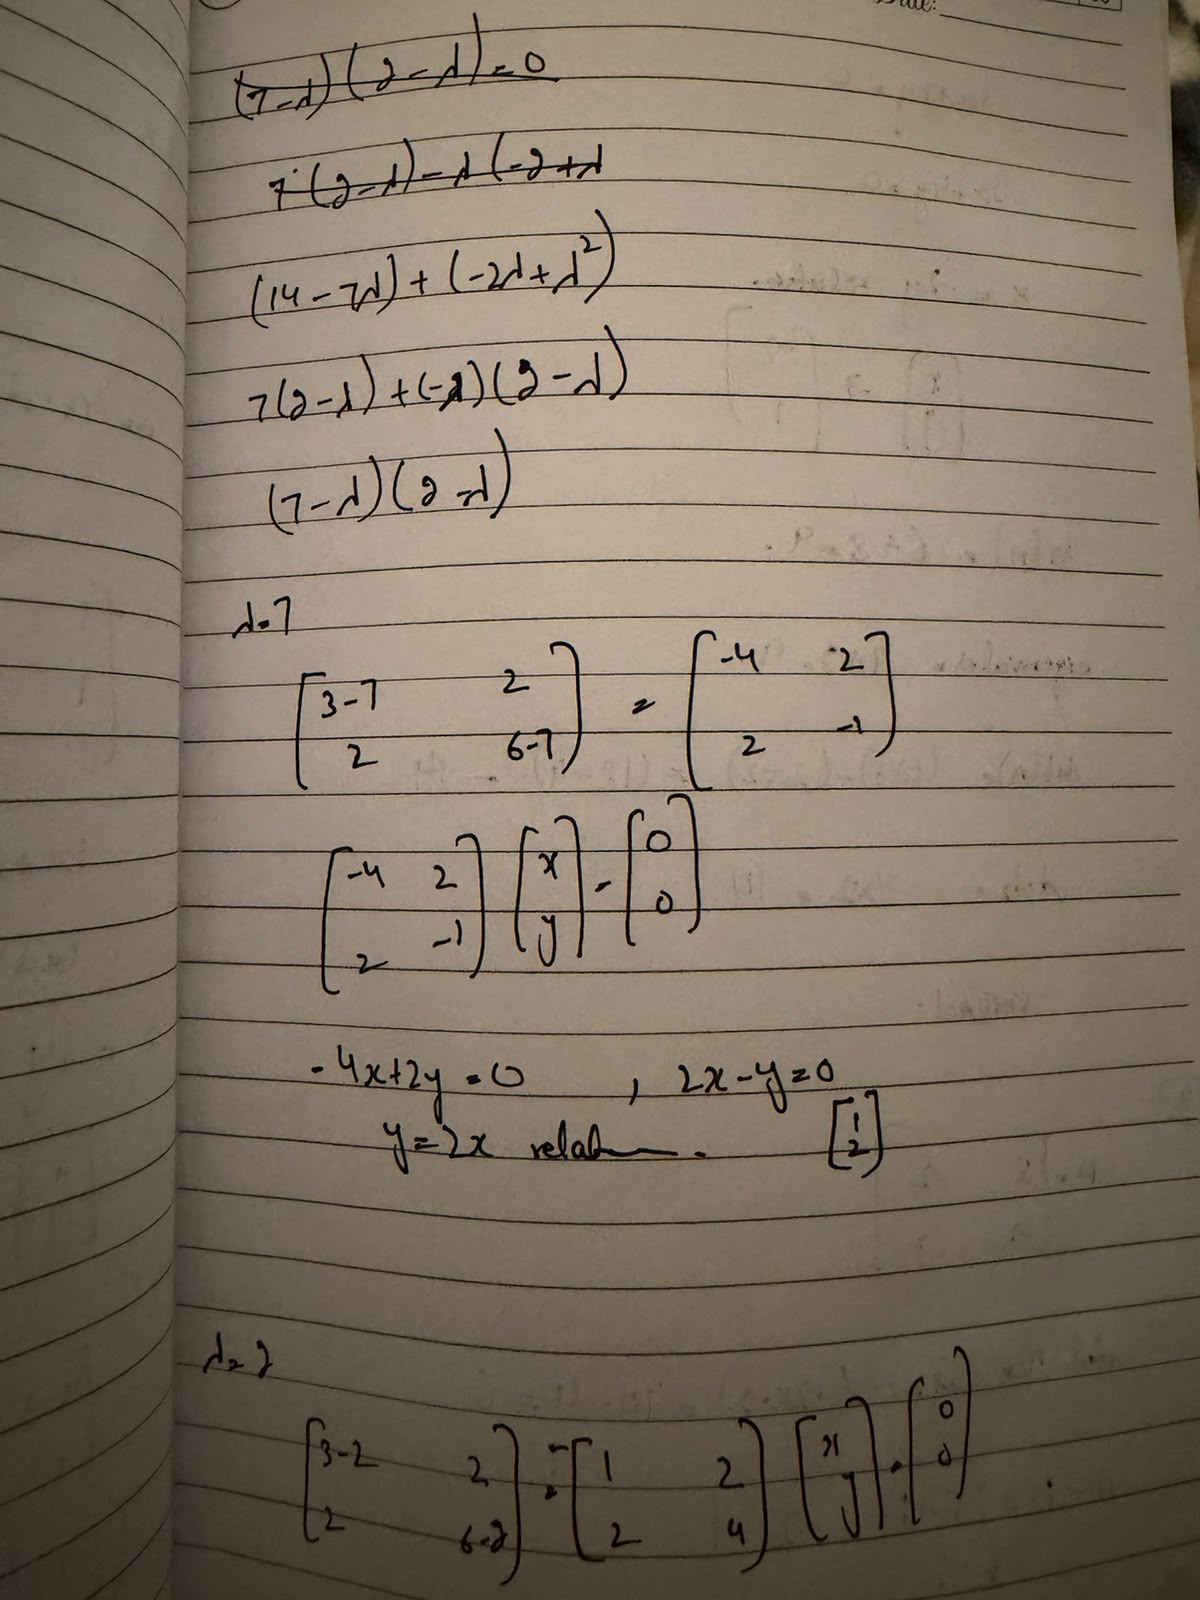 Date:
(7-λ)(2-λ)=0
7(2-λ)-λ(-2+λ
(14-7λ)+(-2λ+λ²)
7(2-λ)+(-λ)(2-λ)
(7-λ)(2-λ)
λ=7
[3-7 2; 2 6-7] = [-4 2; 2 -1]
[-4 2; 2 -1] [x; y] = [0; 0]
-4x+2y=0 , 2x-y=0
y=2x relation. [1; 2]
λ=2
[3-2 2; 2 6-2] = [1 2; 2 4] [x; y] = [0; 0]